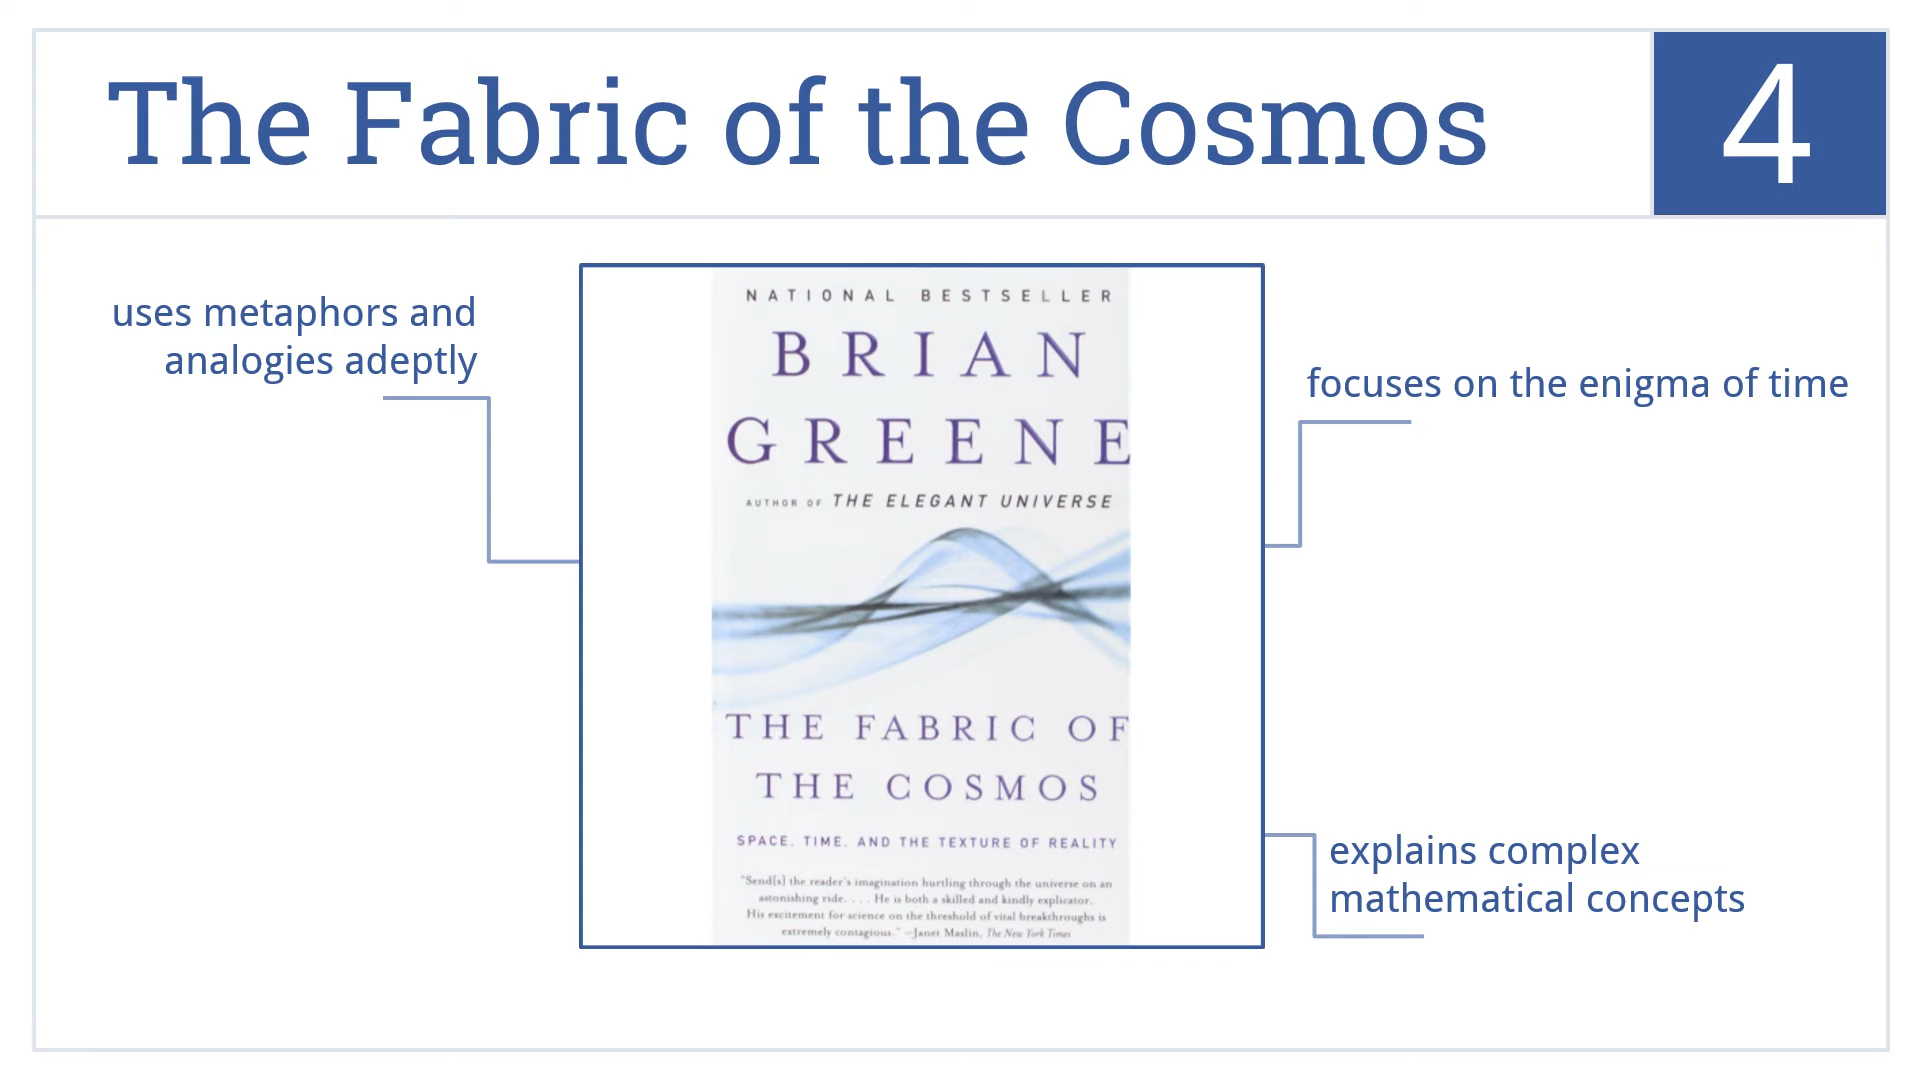 The Fabric of the Cosmos
4
uses metaphors and
analogies adeptly
focuses on the enigma of time
explains complex
mathematical concepts
NATIONAL BESTSELLER
BRIAN
GREENE
AUTHOR OF THE ELEGANT UNIVERSE
THE FABRIC OF
THE COSMOS
SPACE, TIME, AND THE TEXTURE OF REALITY
"Send[s] the reader's imagination hurtling through the universe on an
astonishing ride. . . . He is both a skilled and kindly explicator.
His excitement for science on the threshold of vital breakthroughs is
extremely contagious." —Janet Maslin, The New York Times